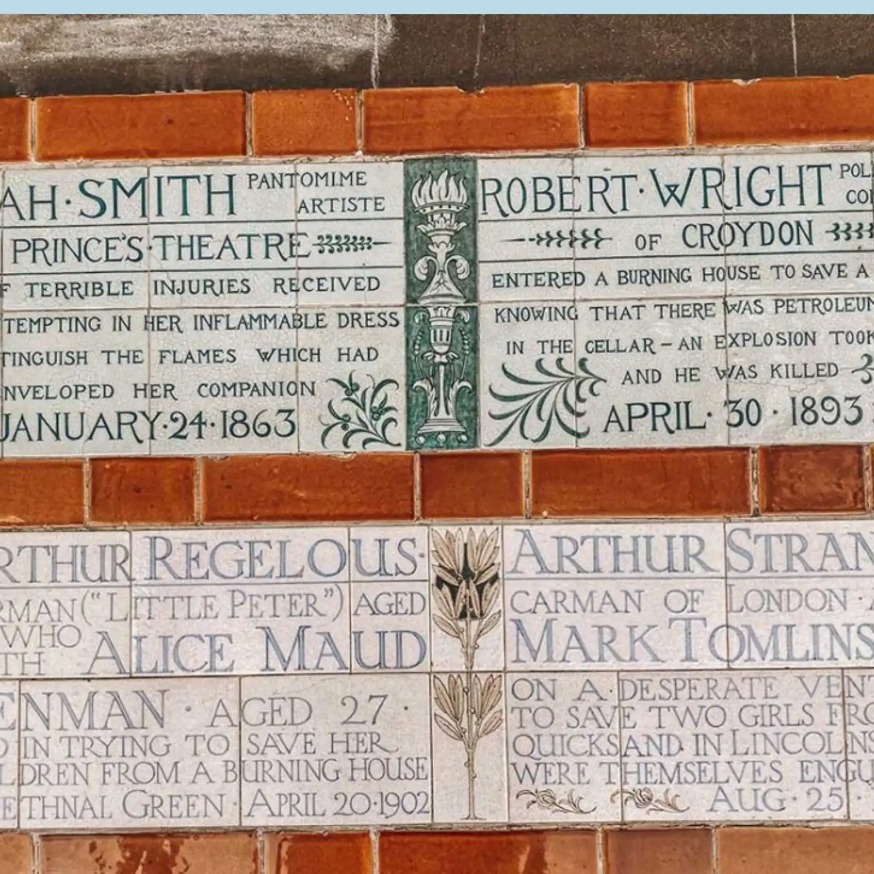 AH·SMITH PANTOMIME
ARTISTE
PRINCE'S·THEATRE
F TERRIBLE INJURIES RECEIVED
TEMPTING IN HER INFLAMMABLE DRESS
TINGUISH THE FLAMES WHICH HAD
NVELOPED HER COMPANION
JANUARY·24·1863
ROBERT·WRIGHT POL
CO
OF CROYDON
ENTERED A BURNING HOUSE TO SAVE A
KNOWING THAT THERE WAS PETROLEUM
IN THE CELLAR – AN EXPLOSION TOOK
AND HE WAS KILLED
APRIL·30·1893
RTHUR REGELOUS·
RMAN ("LITTLE PETER") AGED
WHO
TH ALICE MAUD
ENMAN · AGED 27 ·
D IN TRYING TO SAVE HER
LDREN FROM A BURNING HOUSE
ETHNAL GREEN · APRIL 20·1902
ARTHUR STRAN
CARMAN OF LONDON · A
MARK TOMLINS
ON A · DESPERATE VENT
TO SAVE TWO GIRLS FRO
QUICKSAND · IN LINCOLNS
WERE THEMSELVES ENGU
AUG · 25 · 1